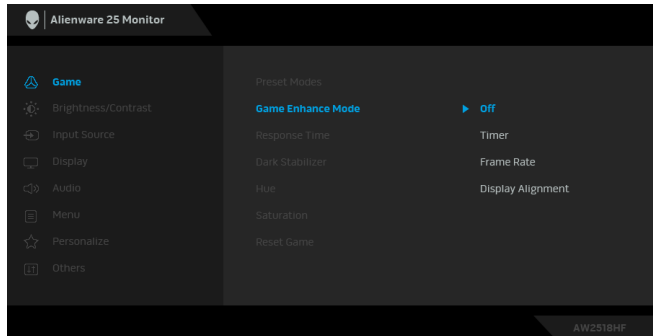 Alienware 25 Monitor
Game
Brightness/Contrast
Input Source
Display
Audio
Menu
Personalize
Others
Preset Modes
Game Enhance Mode
Response Time
Dark Stabilizer
Hue
Saturation
Reset Game
Off
Timer
Frame Rate
Display Alignment
AW2518HF